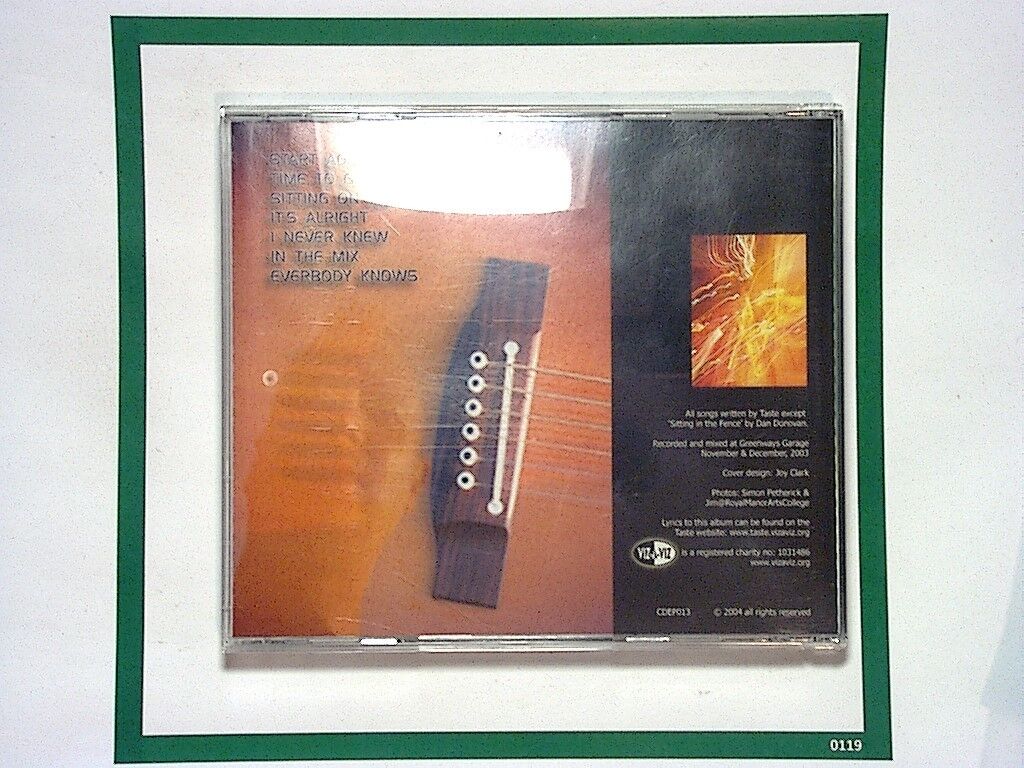 START
TIME TO
SITTING ON
IT'S ALRIGHT
I NEVER KNEW
IN THE MIX
EVERBODY KNOWS
All songs written by Taste except
'Sitting in the Fence' by Dan Donovan.
Recorded and mixed at Greenways Garage
November & December, 2003
Cover design: Joy Clark
Photos: Simon Petherick &
Jim@RoyalManorArtsCollege
Lyrics to this album can be found on the
Taste website: www.taste.vizaviz.org
VIZ-A-VIZ is a registered charity no: 1031486
www.vizaviz.org
CDEP013 © 2004 all rights reserved
0119